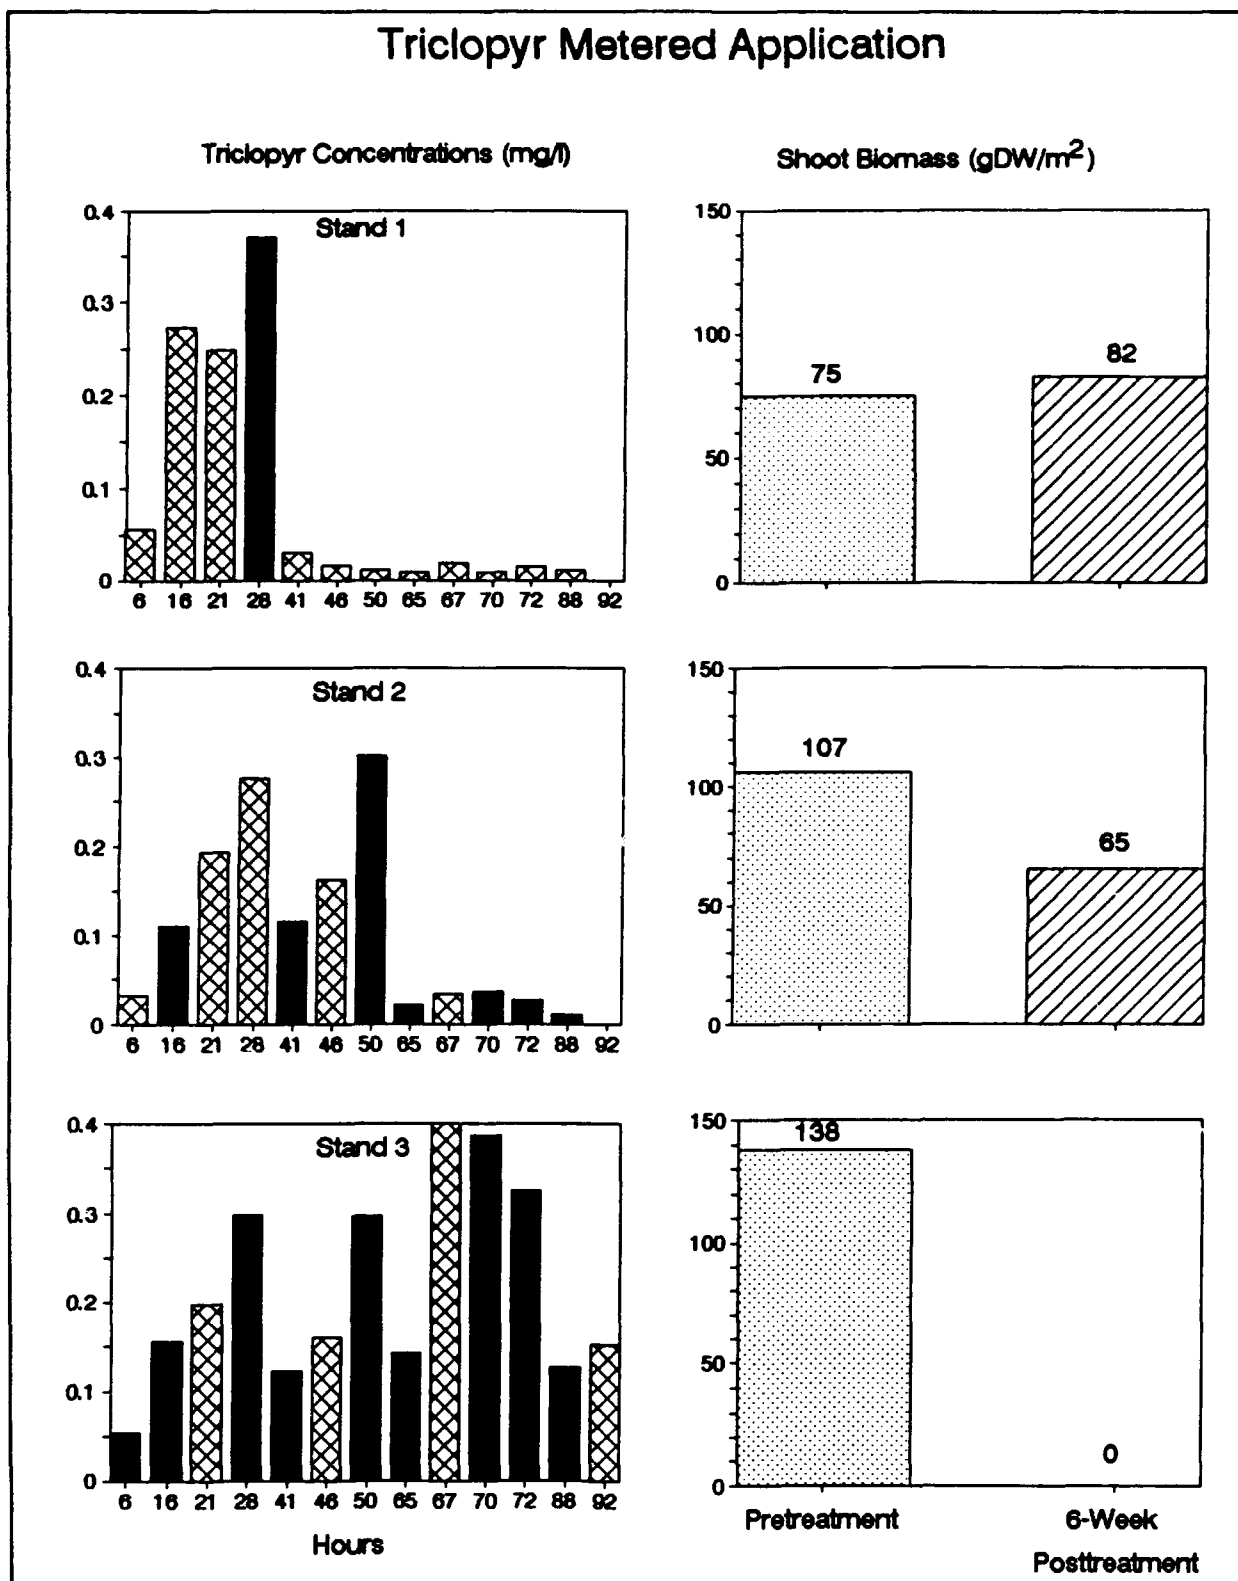 Triclopyr Metered Application
Triclopyr Concentrations (mg/l)
Shoot Biomass (gDW/m²)
Stand 1
0.4
0.3
0.2
0.1
0
6 16 21 28 41 46 50 65 67 70 72 88 92
150
100
50
0
75
82
Stand 2
0.4
0.3
0.2
0.1
0
6 16 21 28 41 46 50 65 67 70 72 88 92
150
100
50
0
107
65
Stand 3
0.4
0.3
0.2
0.1
0
6 16 21 28 41 46 50 65 67 70 72 88 92
Hours
150
100
50
0
138
0
Pretreatment
6-Week
Posttreatment